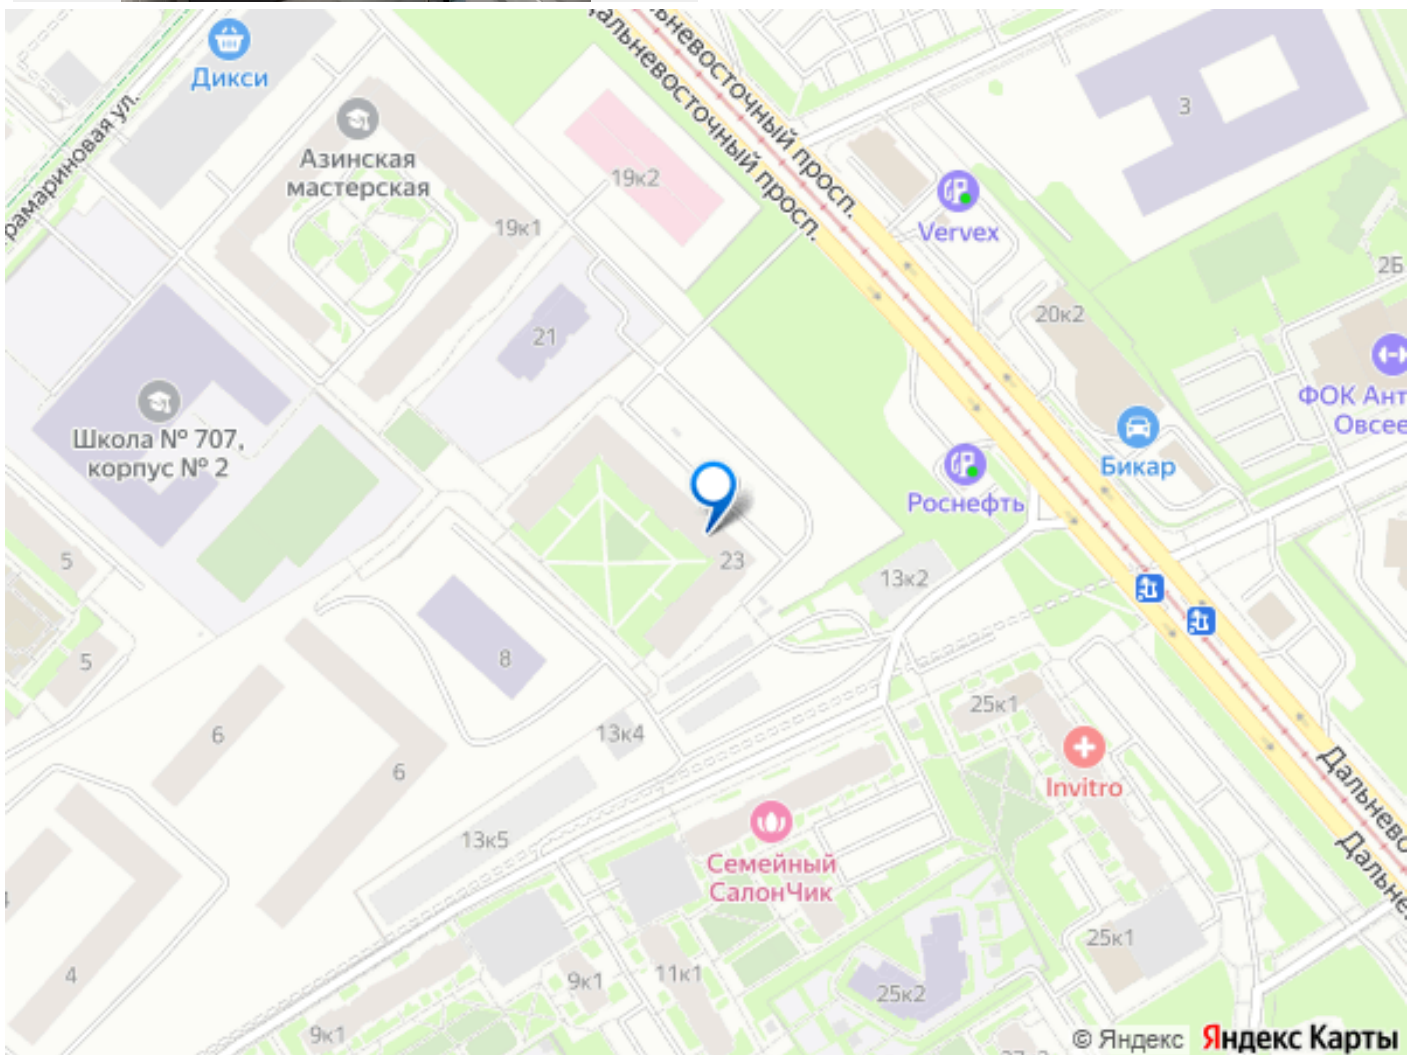 Дикси
Дальневосточный просп.
Дальневосточный просп.
рамариновая ул.
3
Азинская
мастерская
19к2
Vervex
19к1
2Б
20к2
21
ФОК Ант
Овсее
Школа № 707,
корпус № 2
Бикар
Роснефть
5
23
13к2
5
8
25к1
6
13к4
6
Invitro
Дальнево
Дальне
13к5
Семейный
СалонЧик
25к1
4
9к1
11к1
25к2
9к1
© Яндекс Яндекс Карты